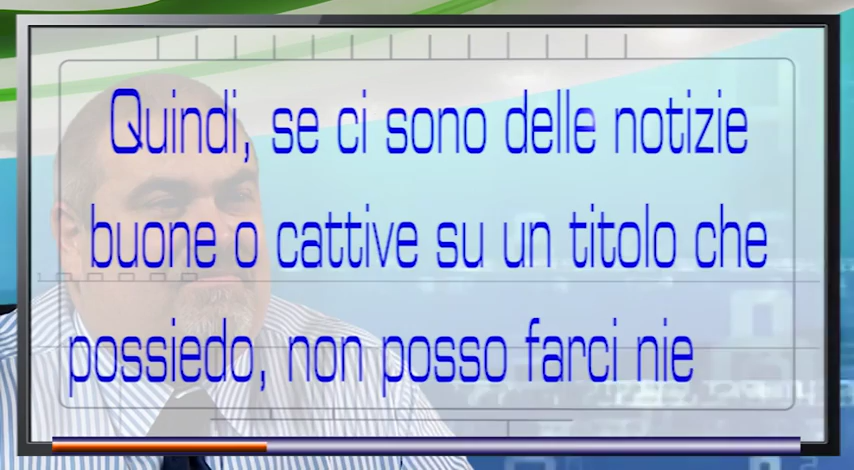 Quindi, se ci sono delle notizie
buone o cattive su un titolo che
possiedo, non posso farci nie